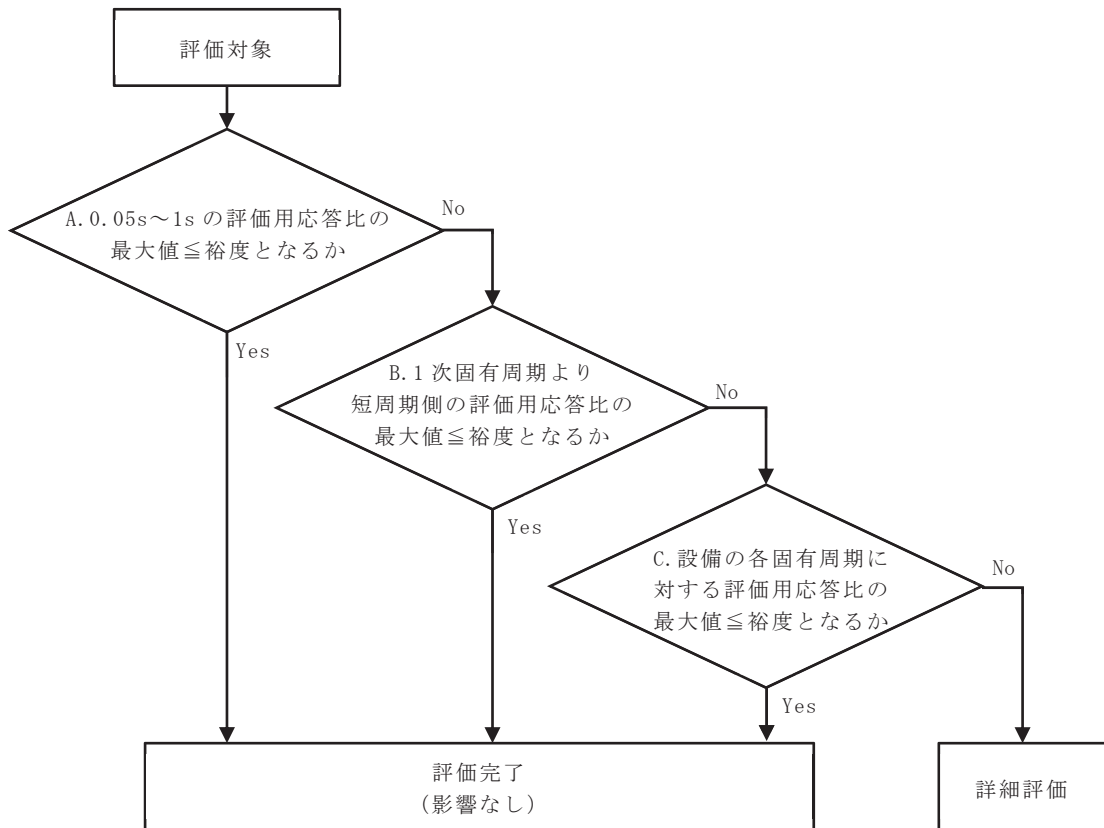 評価対象
A.0.05s～1s の評価用応答比の
最大値≦裕度となるか
No
Yes
B.1 次固有周期より
短周期側の評価用応答比の
最大値≦裕度となるか
No
Yes
C.設備の各固有周期に
対する評価用応答比の
最大値≦裕度となるか
No
Yes
評価完了
(影響なし)
詳細評価